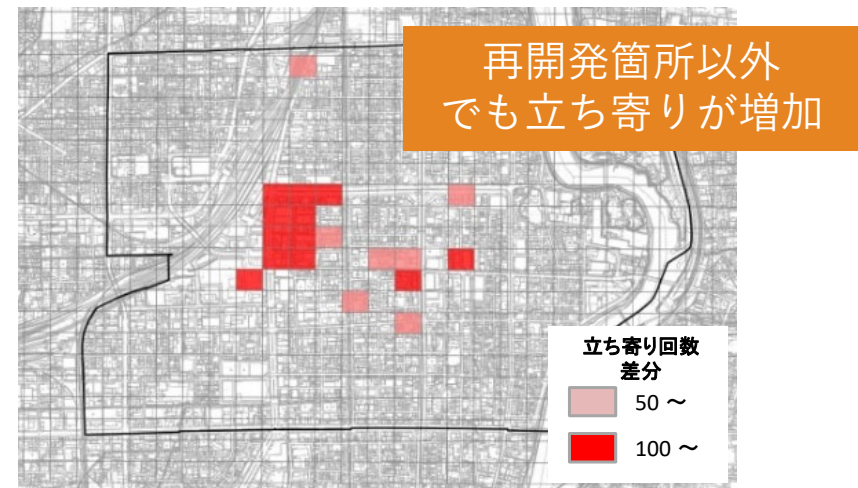 再開発箇所以外
でも立ち寄りが増加
立ち寄り回数
差分
50 ～
100 ～